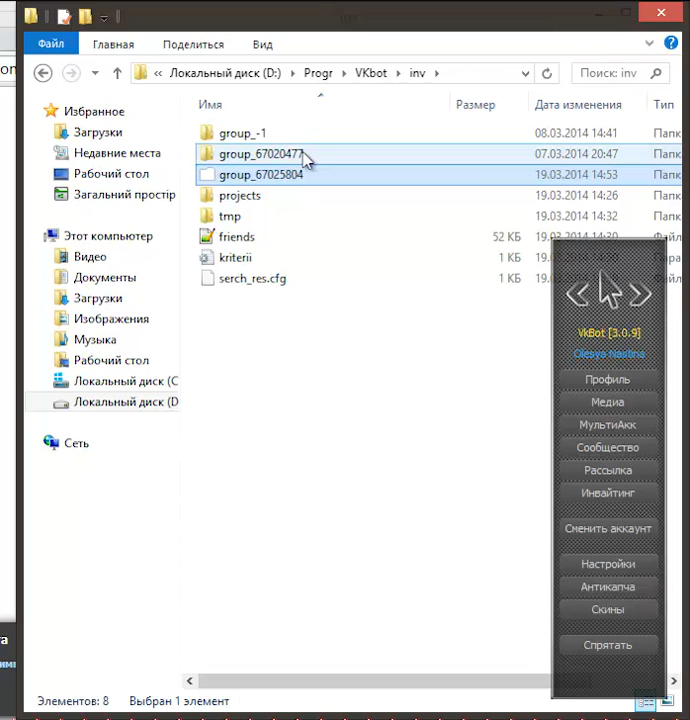 Файл
Главная
Поделиться
Вид
Локальный диск (D:)
Progr
VKbot
inv
Поиск: inv
Имя
Размер
Дата изменения
Тип
Избранное
Загрузки
Недавние места
Рабочий стол
Загальний простір
Этот компьютер
Видео
Документы
Загрузки
Изображения
Музыка
Рабочий стол
Локальный диск (C
Локальный диск (D
Сеть
group_-1
08.03.2014 14:41
Папк
group_67020477
07.03.2014 20:47
Папк
group_67025804
19.03.2014 14:53
Папк
projects
19.03.2014 14:26
Папк
tmp
19.03.2014 14:32
Папк
friends
52 КБ
kriterii
1 КБ
serch_res.cfg
1 КБ
VkBot [3.0.9]
Olesya Nastina
Профиль
Медиа
МультиАкк
Сообщество
Рассылка
Инвайтинг
Сменить аккаунт
Настройки
Антикапча
Скины
Спрятать
Элементов: 8
Выбран 1 элемент